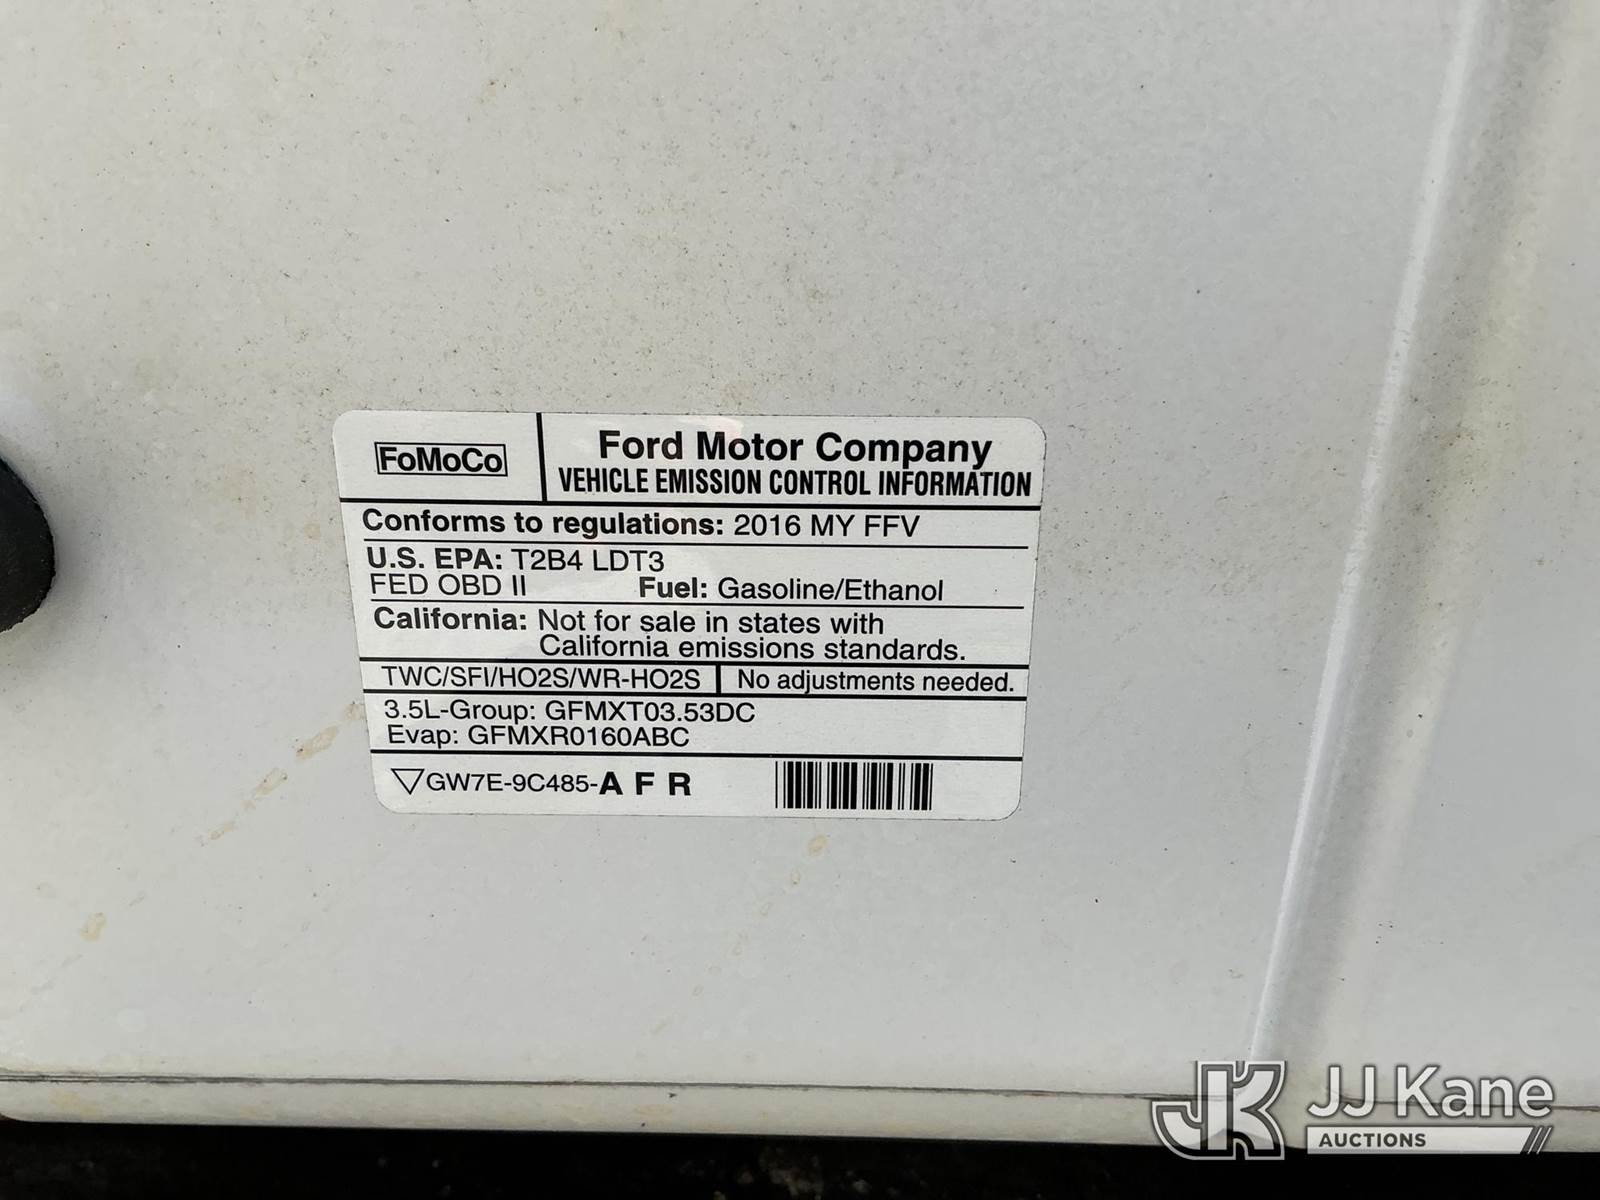 FoMoCo
Ford Motor Company
VEHICLE EMISSION CONTROL INFORMATION
Conforms to regulations: 2016 MY FFV
U.S. EPA: T2B4 LDT3
FED OBD II Fuel: Gasoline/Ethanol
California: Not for sale in states with
California emissions standards.
TWC/SFI/HO2S/WR-HO2S No adjustments needed.
3.5L-Group: GFMXT03.53DC
Evap: GFMXR0160ABC
GW7E-9C485-A F R
JK JJ Kane
AUCTIONS